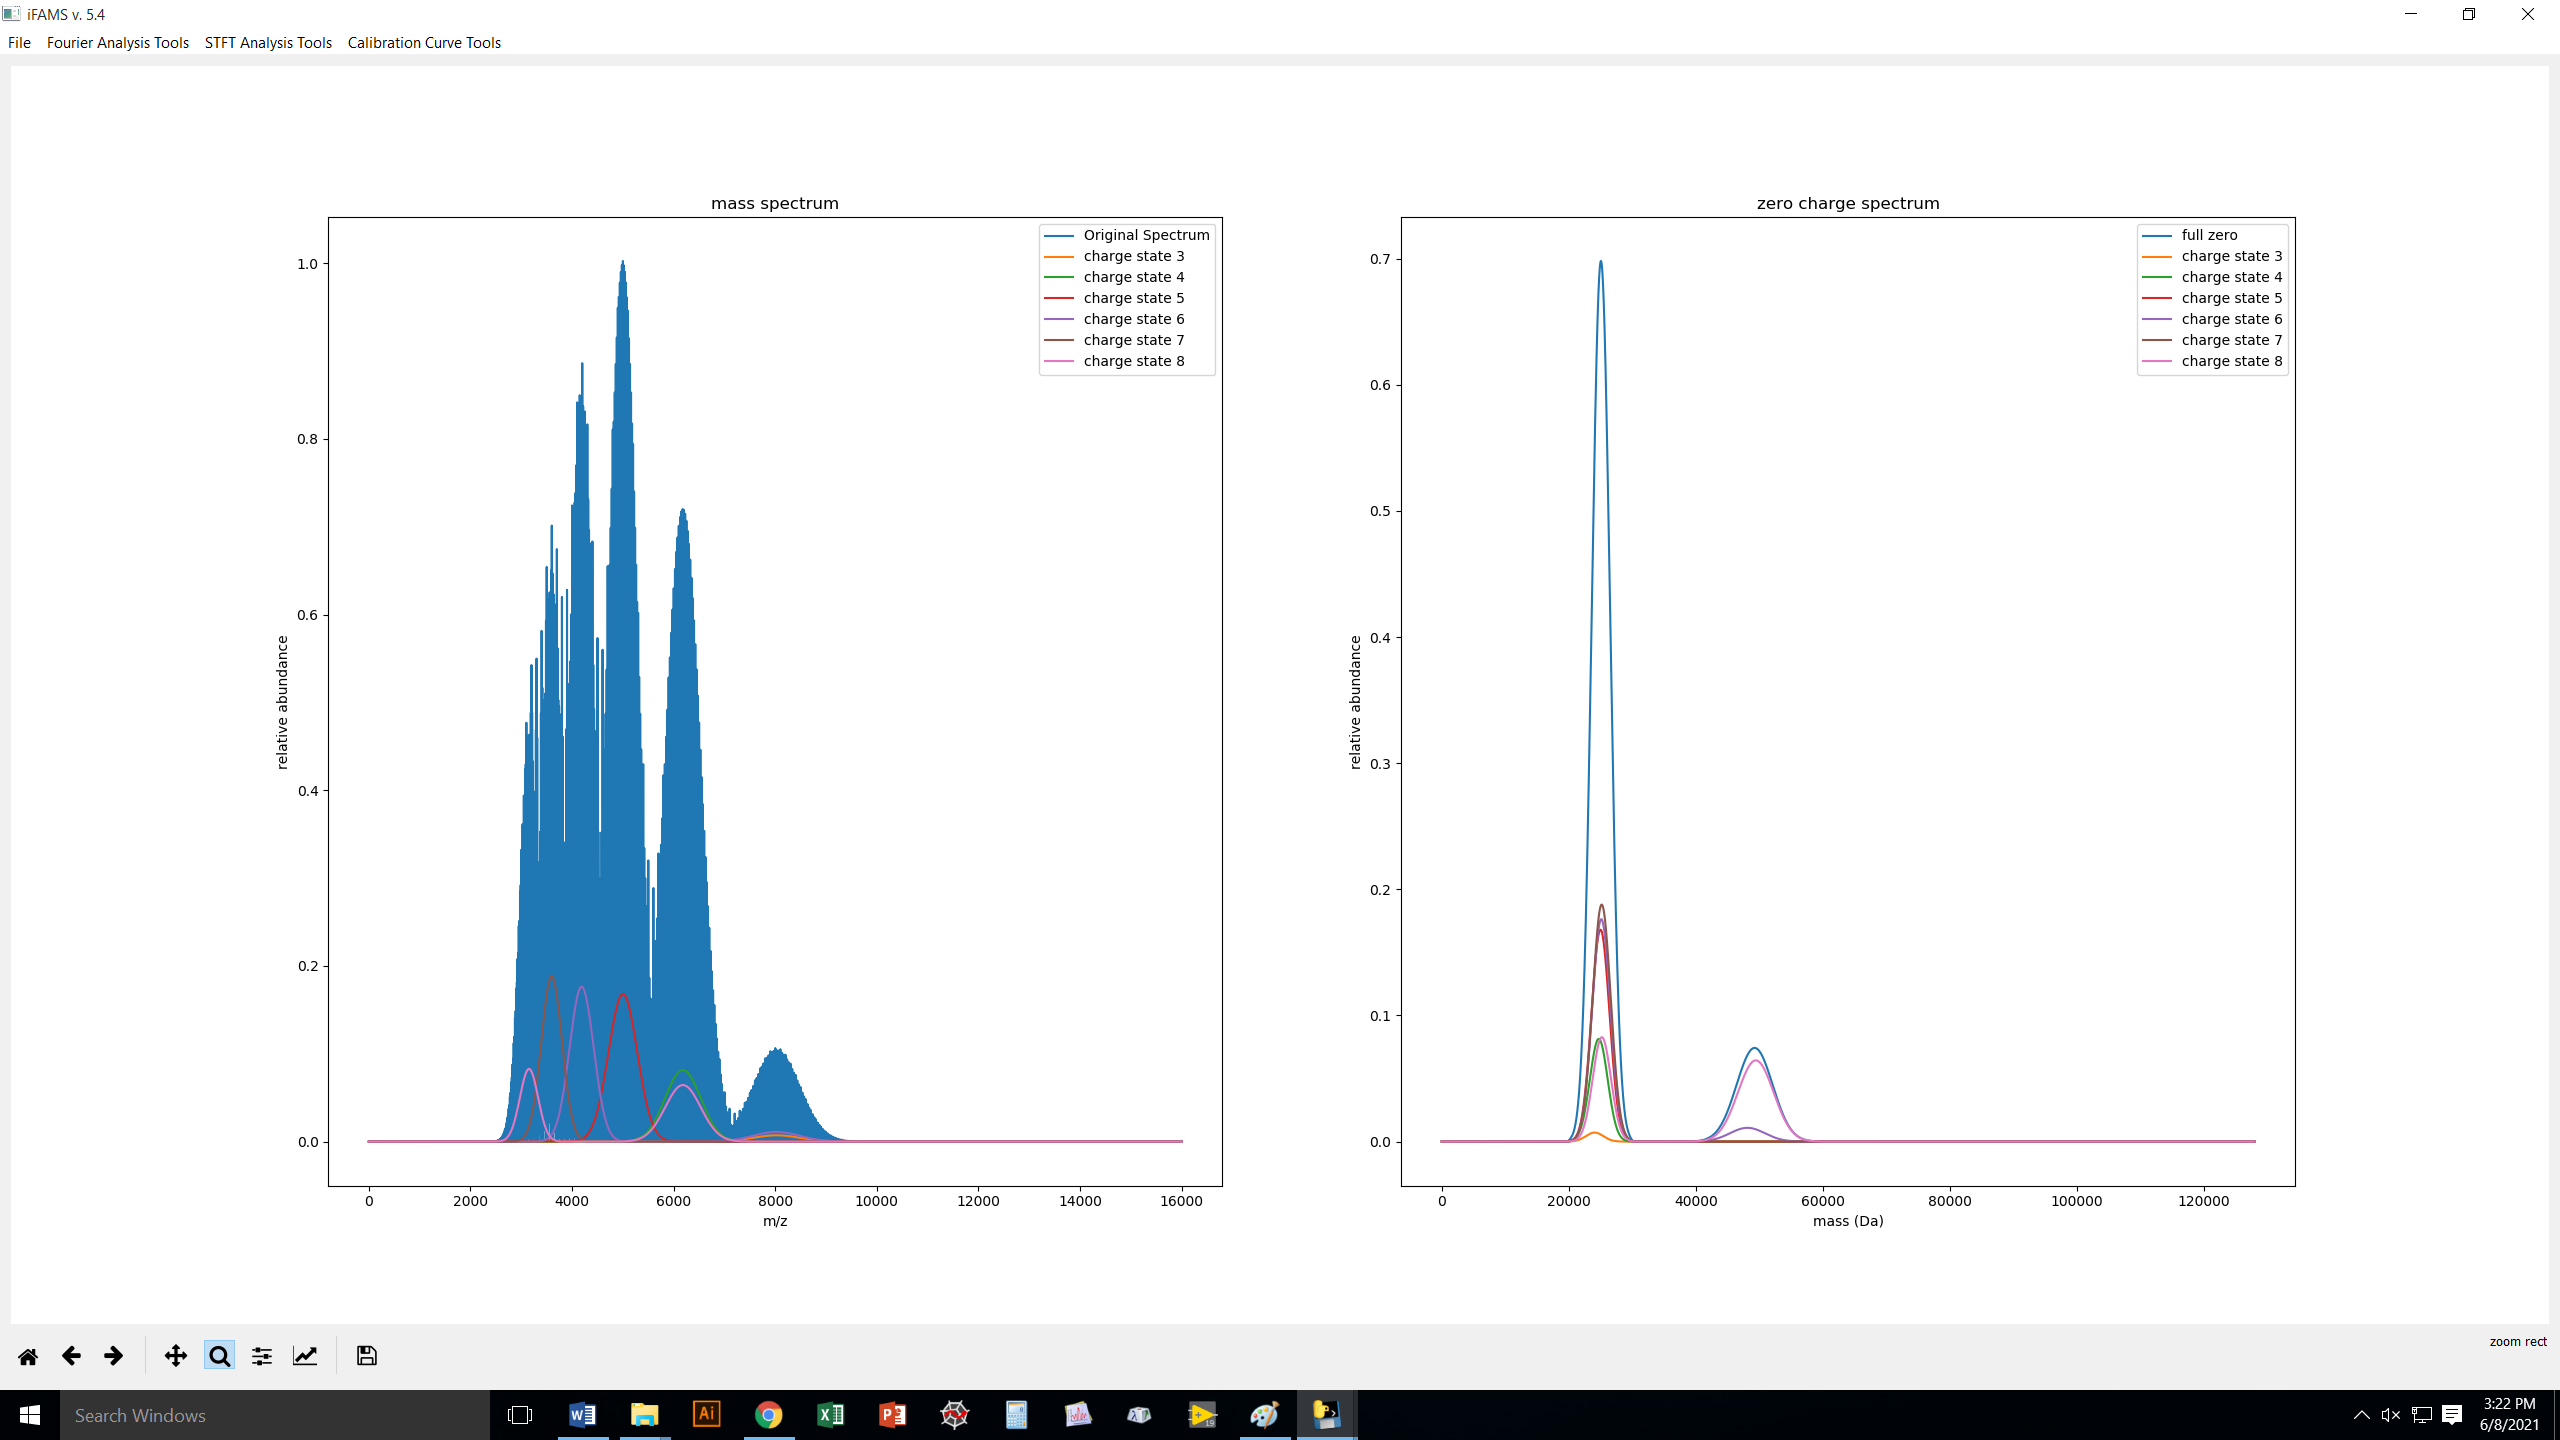 iFAMS v. 5.4
File Fourier Analysis Tools STFT Analysis Tools Calibration Curve Tools
mass spectrum
Original Spectrum
charge state 3
charge state 4
charge state 5
charge state 6
charge state 7
charge state 8
relative abundance
1.0
0.8
0.6
0.4
0.2
0.0
0 2000 4000 6000 8000 10000 12000 14000 16000
m/z
zero charge spectrum
full zero
charge state 3
charge state 4
charge state 5
charge state 6
charge state 7
charge state 8
relative abundance
0.7
0.6
0.5
0.4
0.3
0.2
0.1
0.0
0 20000 40000 60000 80000 100000 120000
mass (Da)
zoom rect
Search Windows
Ai
19
3:22 PM
6/8/2021